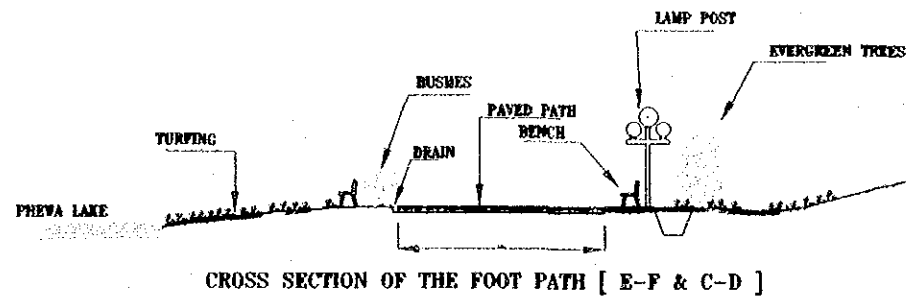 LAMP POST
EVERGREEN TREES
BUSHES
PAVED PATH
BENCH
TURFING
DRAIN
PHEWA LAKE
CROSS SECTION OF THE FOOT PATH [ E-F & C-D ]